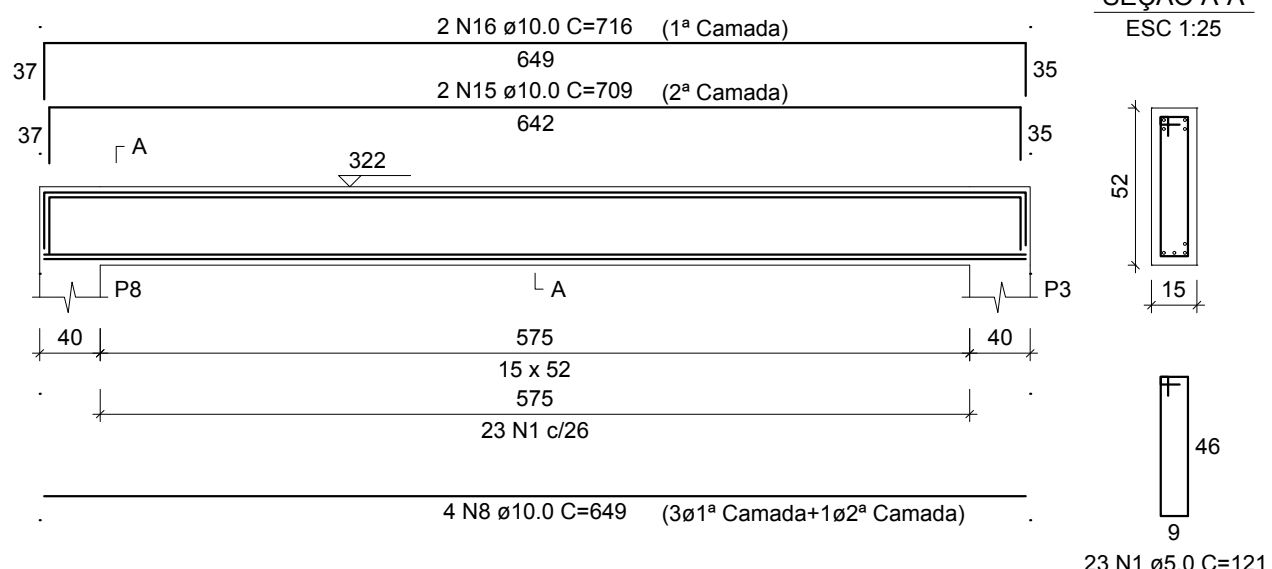 SEÇÃO A-A
ESC 1:25
2 N16 ø10.0 C=716 (1ª Camada)
37
649
35
2 N15 ø10.0 C=709 (2ª Camada)
37
642
35
A
322
52
A
P8
P3
15
40
575
40
15 x 52
575
23 N1 c/26
46
4 N8 ø10.0 C=649 (3ø1ª Camada+1ø2ª Camada)
9
23 N1 ø5.0 C=121